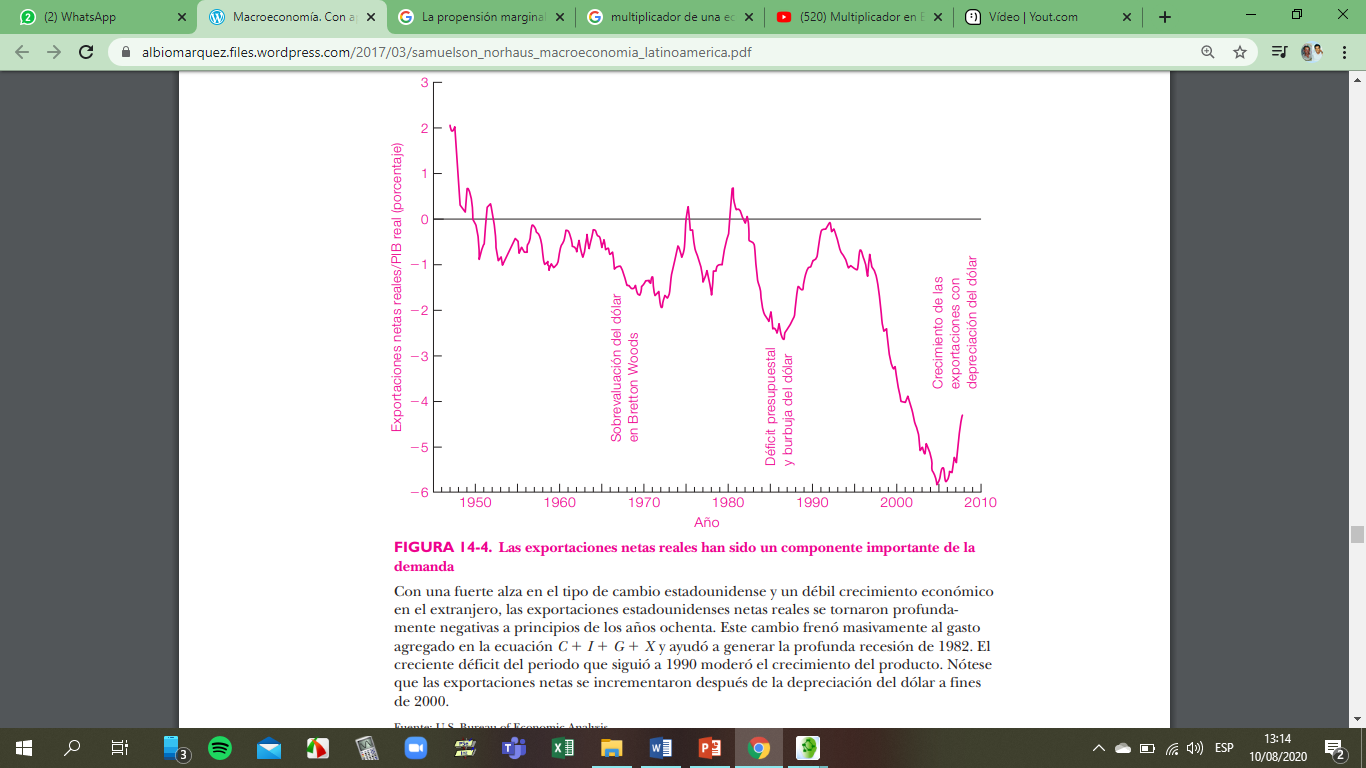 (2) WhatsApp
Macroeconomía. Con ap
La propensión marginal
multiplicador de una ec
(520) Multiplicador en E
Vídeo | Yout.com
albiomarquez.files.wordpress.com/2017/03/samuelson_norhaus_macroeconomia_latinoamerica.pdf
Exportaciones netas reales/PIB real (porcentaje)
3
2
1
0
−1
−2
−3
−4
−5
−6
Sobrevaluación del dólar
en Bretton Woods
Déficit presupuestal
y burbuja del dólar
Crecimiento de las
exportaciones con
depreciación del dólar
1950 1960 1970 1980 1990 2000 2010
Año
FIGURA 14-4. Las exportaciones netas reales han sido un componente importante de la
demanda
Con una fuerte alza en el tipo de cambio estadounidense y un débil crecimiento económico
en el extranjero, las exportaciones estadounidenses netas reales se tornaron profunda-
mente negativas a principios de los años ochenta. Este cambio frenó masivamente al gasto
agregado en la ecuación C + I + G + X y ayudó a generar la profunda recesión de 1982. El
creciente déficit del periodo que siguió a 1990 moderó el crecimiento del producto. Nótese
que las exportaciones netas se incrementaron después de la depreciación del dólar a fines
de 2000.
Fuente: U.S. Bureau of Economic Analysis
3
ESP
13:14
10/08/2020
2